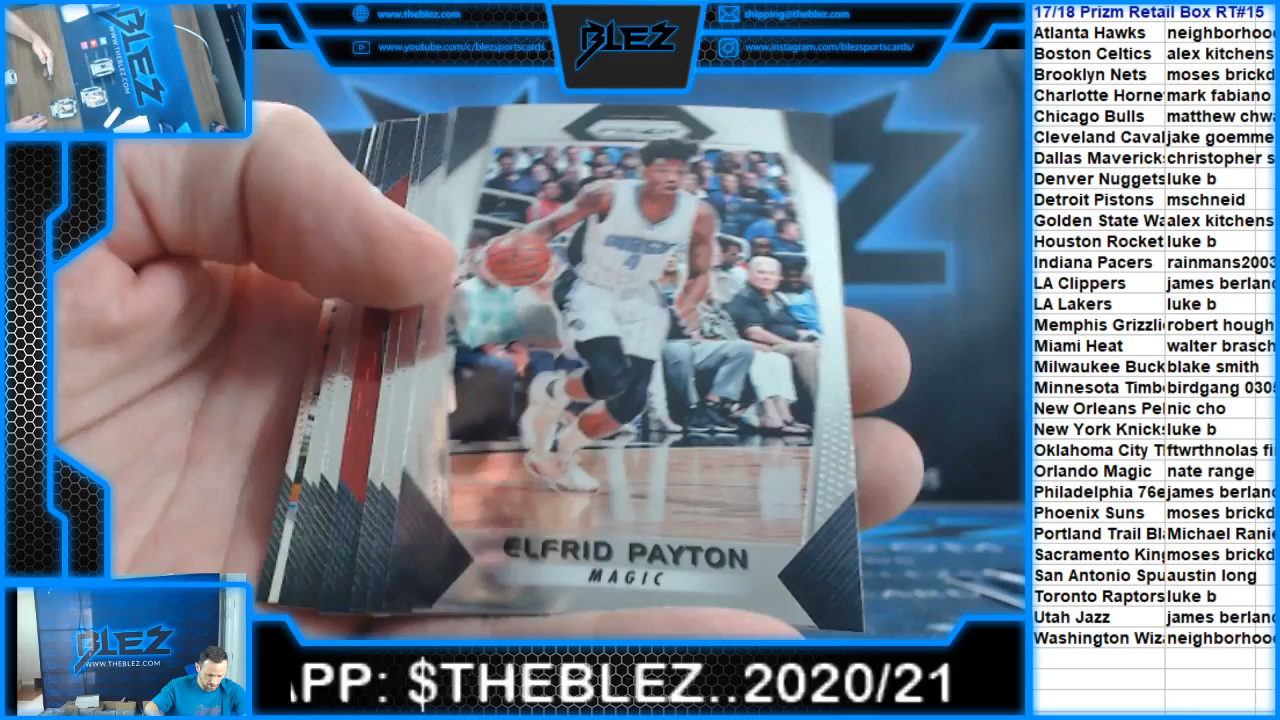 www.theblez.com
www.youtube.com/c/blezsportscards
BLEZ
shipping@theblez.com
www.instagram.com/blezsportscards/
BLEZ
PRIZM
MAGIC
4
ELFRID PAYTON
MAGIC
BLEZ
WWW.THEBLEZ.COM
PP: $THEBLEZ..2020/21
17/18 Prizm Retail Box RT#15
Atlanta Hawks neighborhoo
Boston Celtics alex kitchens
Brooklyn Nets moses brickd
Charlotte Horne mark fabiano
Chicago Bulls matthew chw
Cleveland Caval jake goemme
Dallas Maverick christopher s
Denver Nuggets luke b
Detroit Pistons mschneid
Golden State Wa alex kitchens
Houston Rocket luke b
Indiana Pacers rainmans2003
LA Clippers james berland
LA Lakers luke b
Memphis Grizzli robert hough
Miami Heat walter brasch
Milwaukee Buck blake smith
Minnesota Timb birdgang 030
New Orleans Pe nic cho
New York Knick luke b
Oklahoma City T ftwrthnolas fi
Orlando Magic nate range
Philadelphia 76e james berland
Phoenix Suns moses brickd
Portland Trail Bl Michael Rani
Sacramento Kin moses brickd
San Antonio Spu austin long
Toronto Raptors luke b
Utah Jazz james berland
Washington Wiz neighborhoo